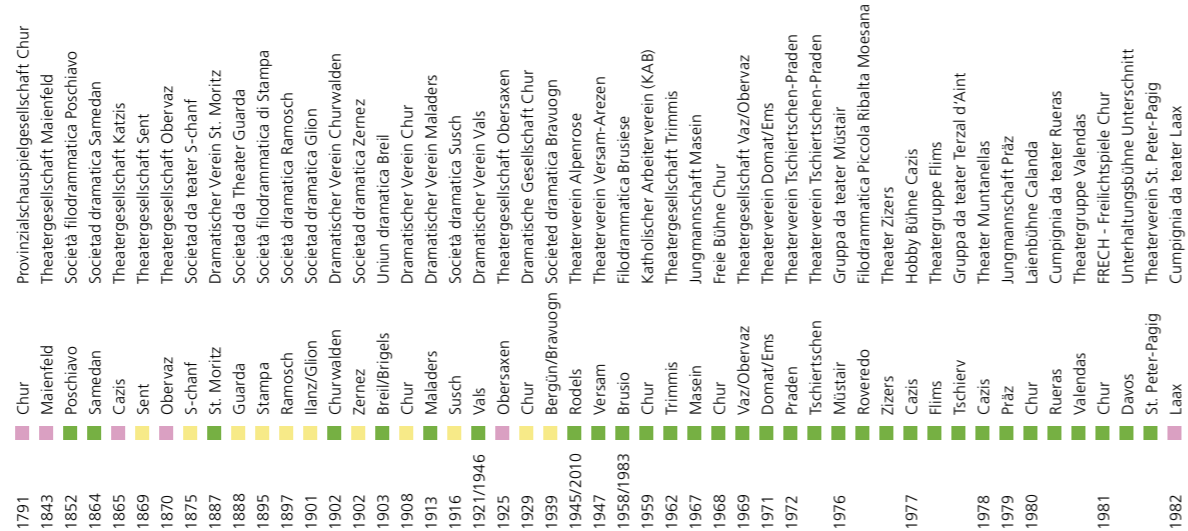 1791 Chur Provinzialschauspielgesellschaft Chur
1843 Maienfeld Theatergesellschaft Maienfeld
1852 Poschiavo Società filodrammatica Poschiavo
1864 Samedan Societad dramatica Samedan
1865 Cazis Theatergesellschaft Katzis
1869 Sent Theatergesellschaft Sent
1870 Obervaz Theatergesellschaft Obervaz
1875 S-chanf Societad da teater S-chanf
1887 St. Moritz Dramatischer Verein St. Moritz
1888 Guarda Societad da Theater Guarda
1895 Stampa Società filodrammatica di Stampa
1897 Ramosch Società dramatica Ramosch
1901 Ilanz/Glion Societad dramatica Glion
1902 Churwalden Dramatischer Verein Churwalden
1902 Zernez Societad dramatica Zernez
1903 Breil/Brigels Uniun dramatica Breil
1908 Chur Dramatischer Verein Chur
1913 Maladers Dramatischer Verein Maladers
1916 Susch Società dramatica Susch
1921/1946 Vals Dramatischer Verein Vals
1925 Obersaxen Theatergesellschaft Obersaxen
1929 Chur Dramatische Gesellschaft Chur
1939 Bergün/Bravuogn Societed dramatica Bravuogn
1945/2010 Rodels Theaterverein Alpenrose
1947 Versam Theaterverein Versam-Arezen
1958/1983 Brusio Filodrammatica Brusiese
1959 Chur Katholischer Arbeiterverein (KAB)
1962 Trimmis Theatergesellschaft Trimmis
1967 Masein Jungmannschaft Masein
1968 Chur Freie Bühne Chur
1969 Vaz/Obervaz Theatergesellschaft Vaz/Obervaz
1971 Domat/Ems Theaterverein Domat/Ems
1972 Praden Theaterverein Tschiertschen-Praden
Tschiertschen Theaterverein Tschiertschen-Praden
1976 Müstair Gruppa da teater Müstair
Roveredo Filodrammatica Piccola Ribalta Moesana
Zizers Theater Zizers
1977 Cazis Hobby Bühne Cazis
Flims Theatergruppe Flims
Tschierv Gruppa da teater Terzal d'Aint
1978 Cazis Theater Muntanellas
1979 Präz Jungmannschaft Präz
1980 Chur Laienbühne Calanda
Rueras Cumpignia da teater Rueras
Valendas Theatergruppe Valendas
1981 Chur FRECH - Freilichtspiele Chur
Davos Unterhaltungsbühne Unterschnitt
St. Peter-Pagig Theaterverein St. Peter-Pagig
1982 Laax Cumpignia da teater Laax